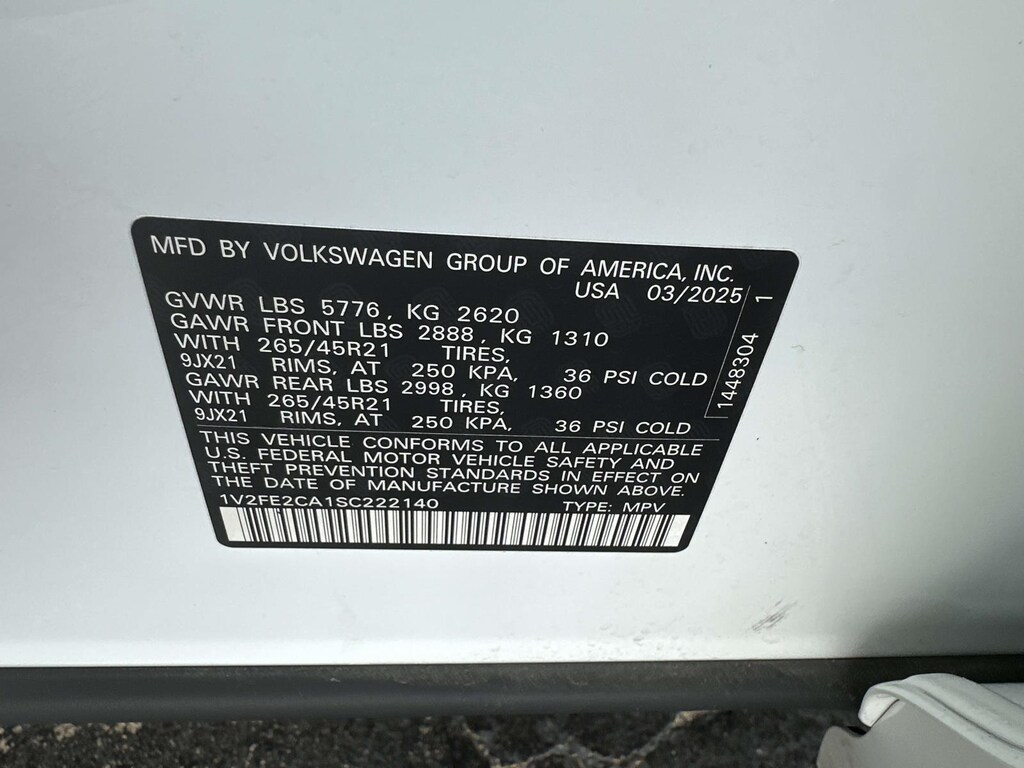 MFD BY VOLKSWAGEN GROUP OF AMERICA, INC.
USA 03/2025
GVWR LBS 5776, KG 2620
GAWR FRONT LBS 2888, KG 1310
WITH 265/45R21 TIRES,
9JX21 RIMS, AT 250 KPA, 36 PSI COLD
GAWR REAR LBS 2998, KG 1360
WITH 265/45R21 TIRES,
9JX21 RIMS, AT 250 KPA, 36 PSI COLD
1448304 1
THIS VEHICLE CONFORMS TO ALL APPLICABLE
U.S. FEDERAL MOTOR VEHICLE SAFETY AND
THEFT PREVENTION STANDARDS IN EFFECT ON
THE DATE OF MANUFACTURE SHOWN ABOVE.
1V2FE2CA1SC222140 TYPE: MPV